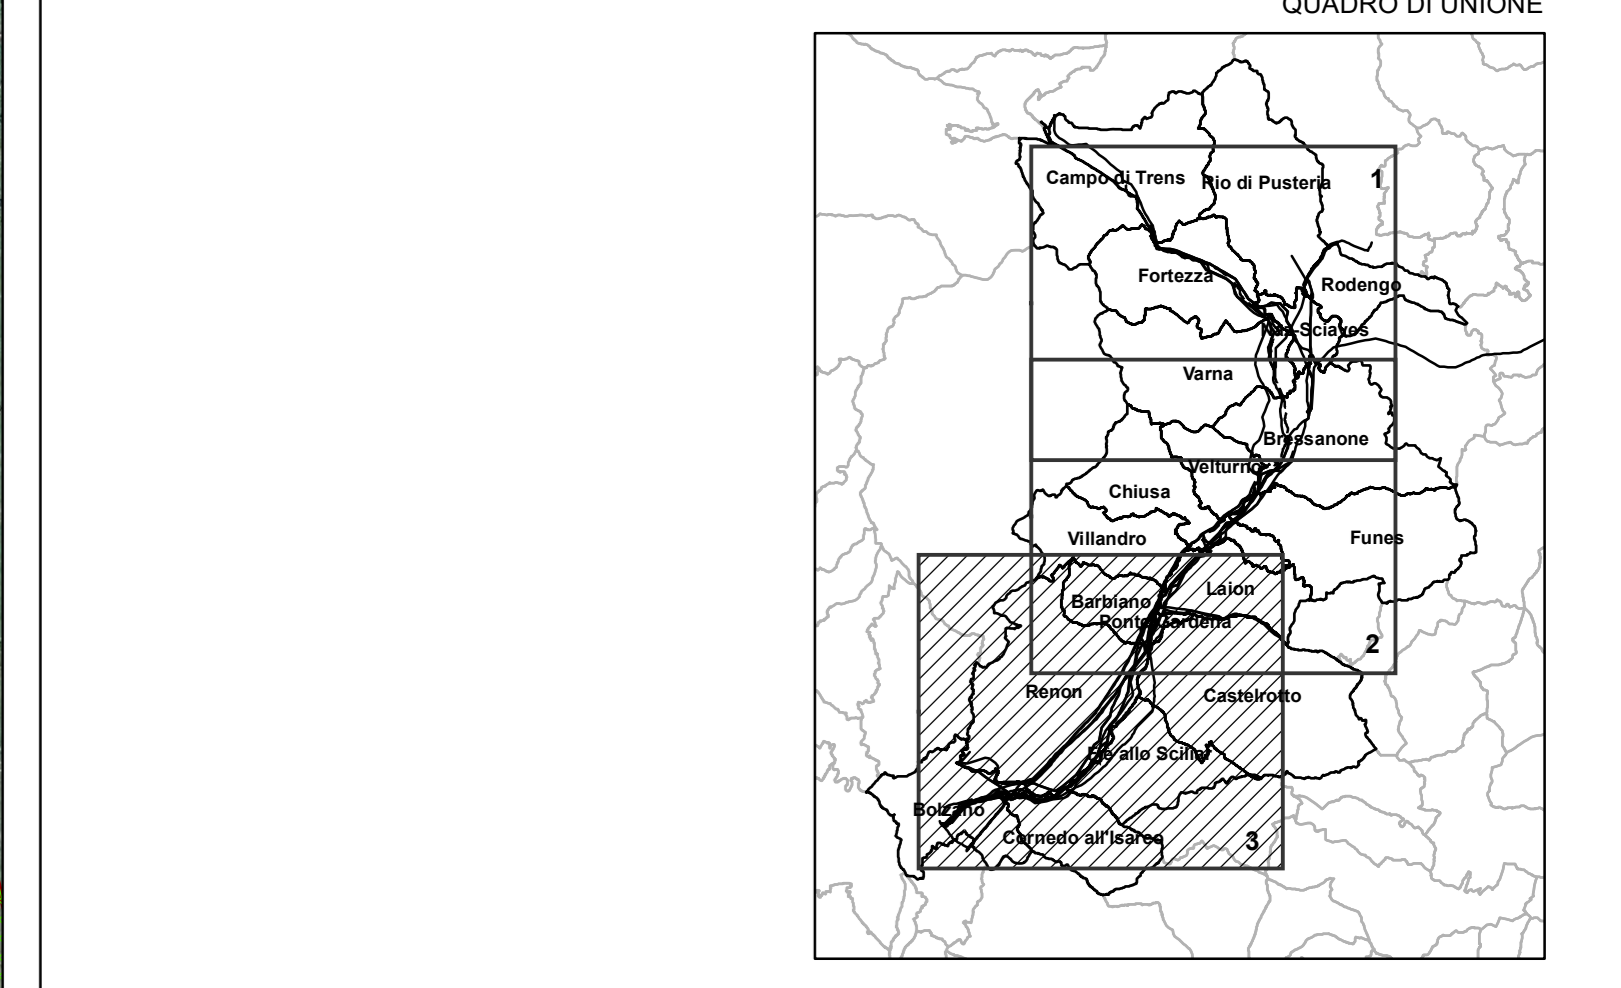 QUADRO DI UNIONE
Campo di Trens
Rio di Pusteria
1
Fortezza
Rodengo
Naz-Sciaves
Varna
Bressanone
Velturno
Chiusa
Villandro
Funes
Laion
Barbiano
Ponte Gardena
2
Renon
Castelrotto
Fiè allo Sciliar
Bolzano
Cornedo all'Isarco
3